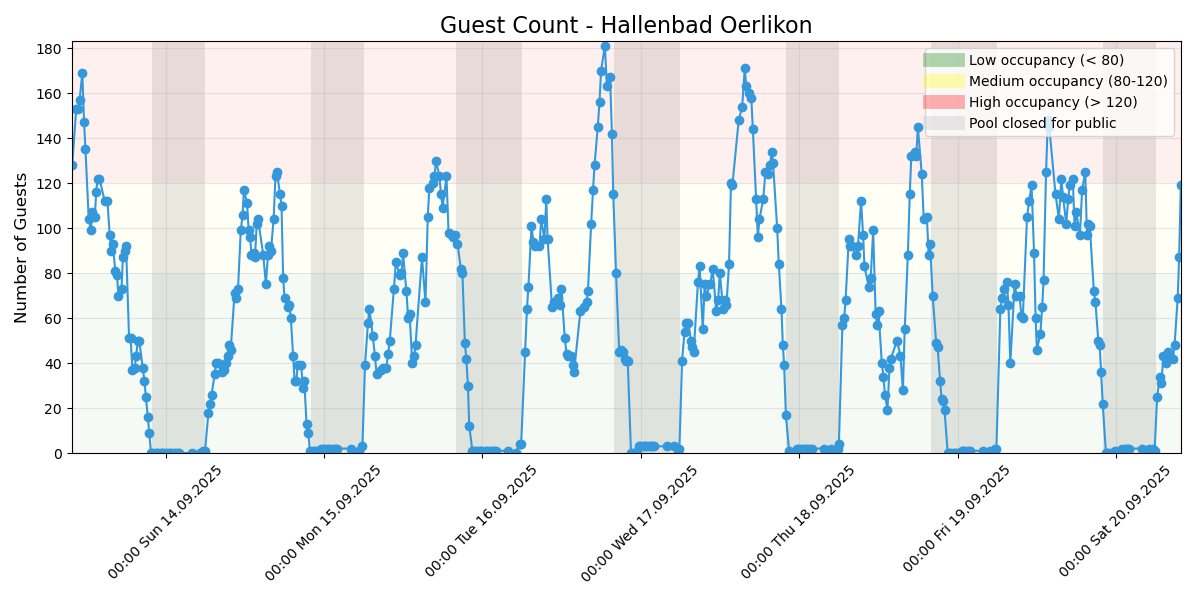 Guest Count - Hallenbad Oerlikon
Number of Guests
180
160
140
120
100
80
60
40
20
0
Low occupancy (< 80)
Medium occupancy (80-120)
High occupancy (> 120)
Pool closed for public
00:00 Sun 14.09.2025
00:00 Mon 15.09.2025
00:00 Tue 16.09.2025
00:00 Wed 17.09.2025
00:00 Thu 18.09.2025
00:00 Fri 19.09.2025
00:00 Sat 20.09.2025